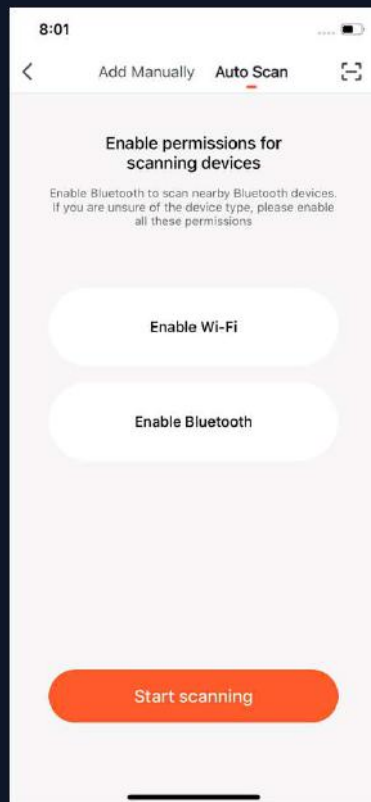 8:01
Add Manually Auto Scan
Enable permissions for
scanning devices
Enable Bluetooth to scan nearby Bluetooth devices.
If you are unsure of the device type, please enable
all these permissions
Enable Wi-Fi
Enable Bluetooth
Start scanning